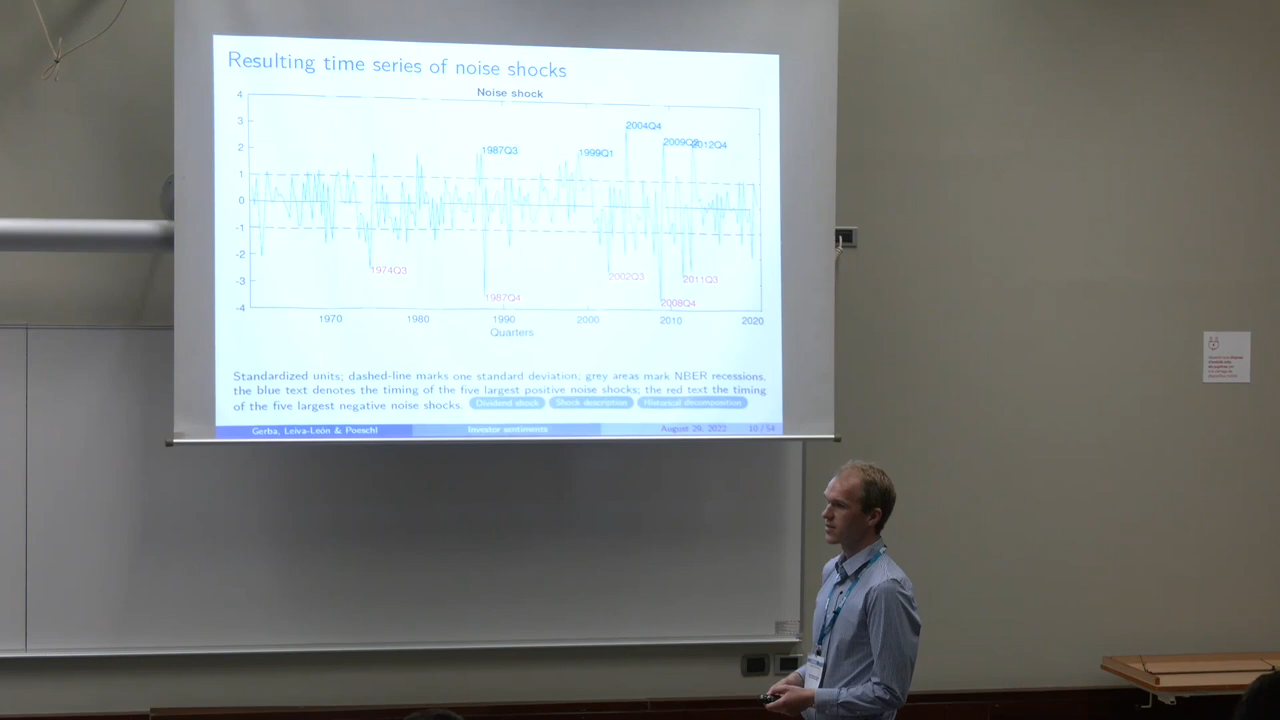 Resulting time series of noise shocks
Noise shock
4
3
2
1
0
-1
-2
-3
-4
2004Q4
2012Q4
1987Q3
1999Q1
1974Q3
2002Q3
2011Q3
1987Q4
2008Q4
1970
1980
1990
2000
2010
2020
Quarters
Standardized units; dashed-line marks one standard deviation; grey areas mark NBER recessions.
the blue text denotes the timing of the five largest positive noise shocks; the red text the timing
of the five largest negative noise shocks. Dividend shock Shock description Historical decomposition
Gerba, Leiva-León & Poeschl Investor sentiments August 29, 2022 10 / 54